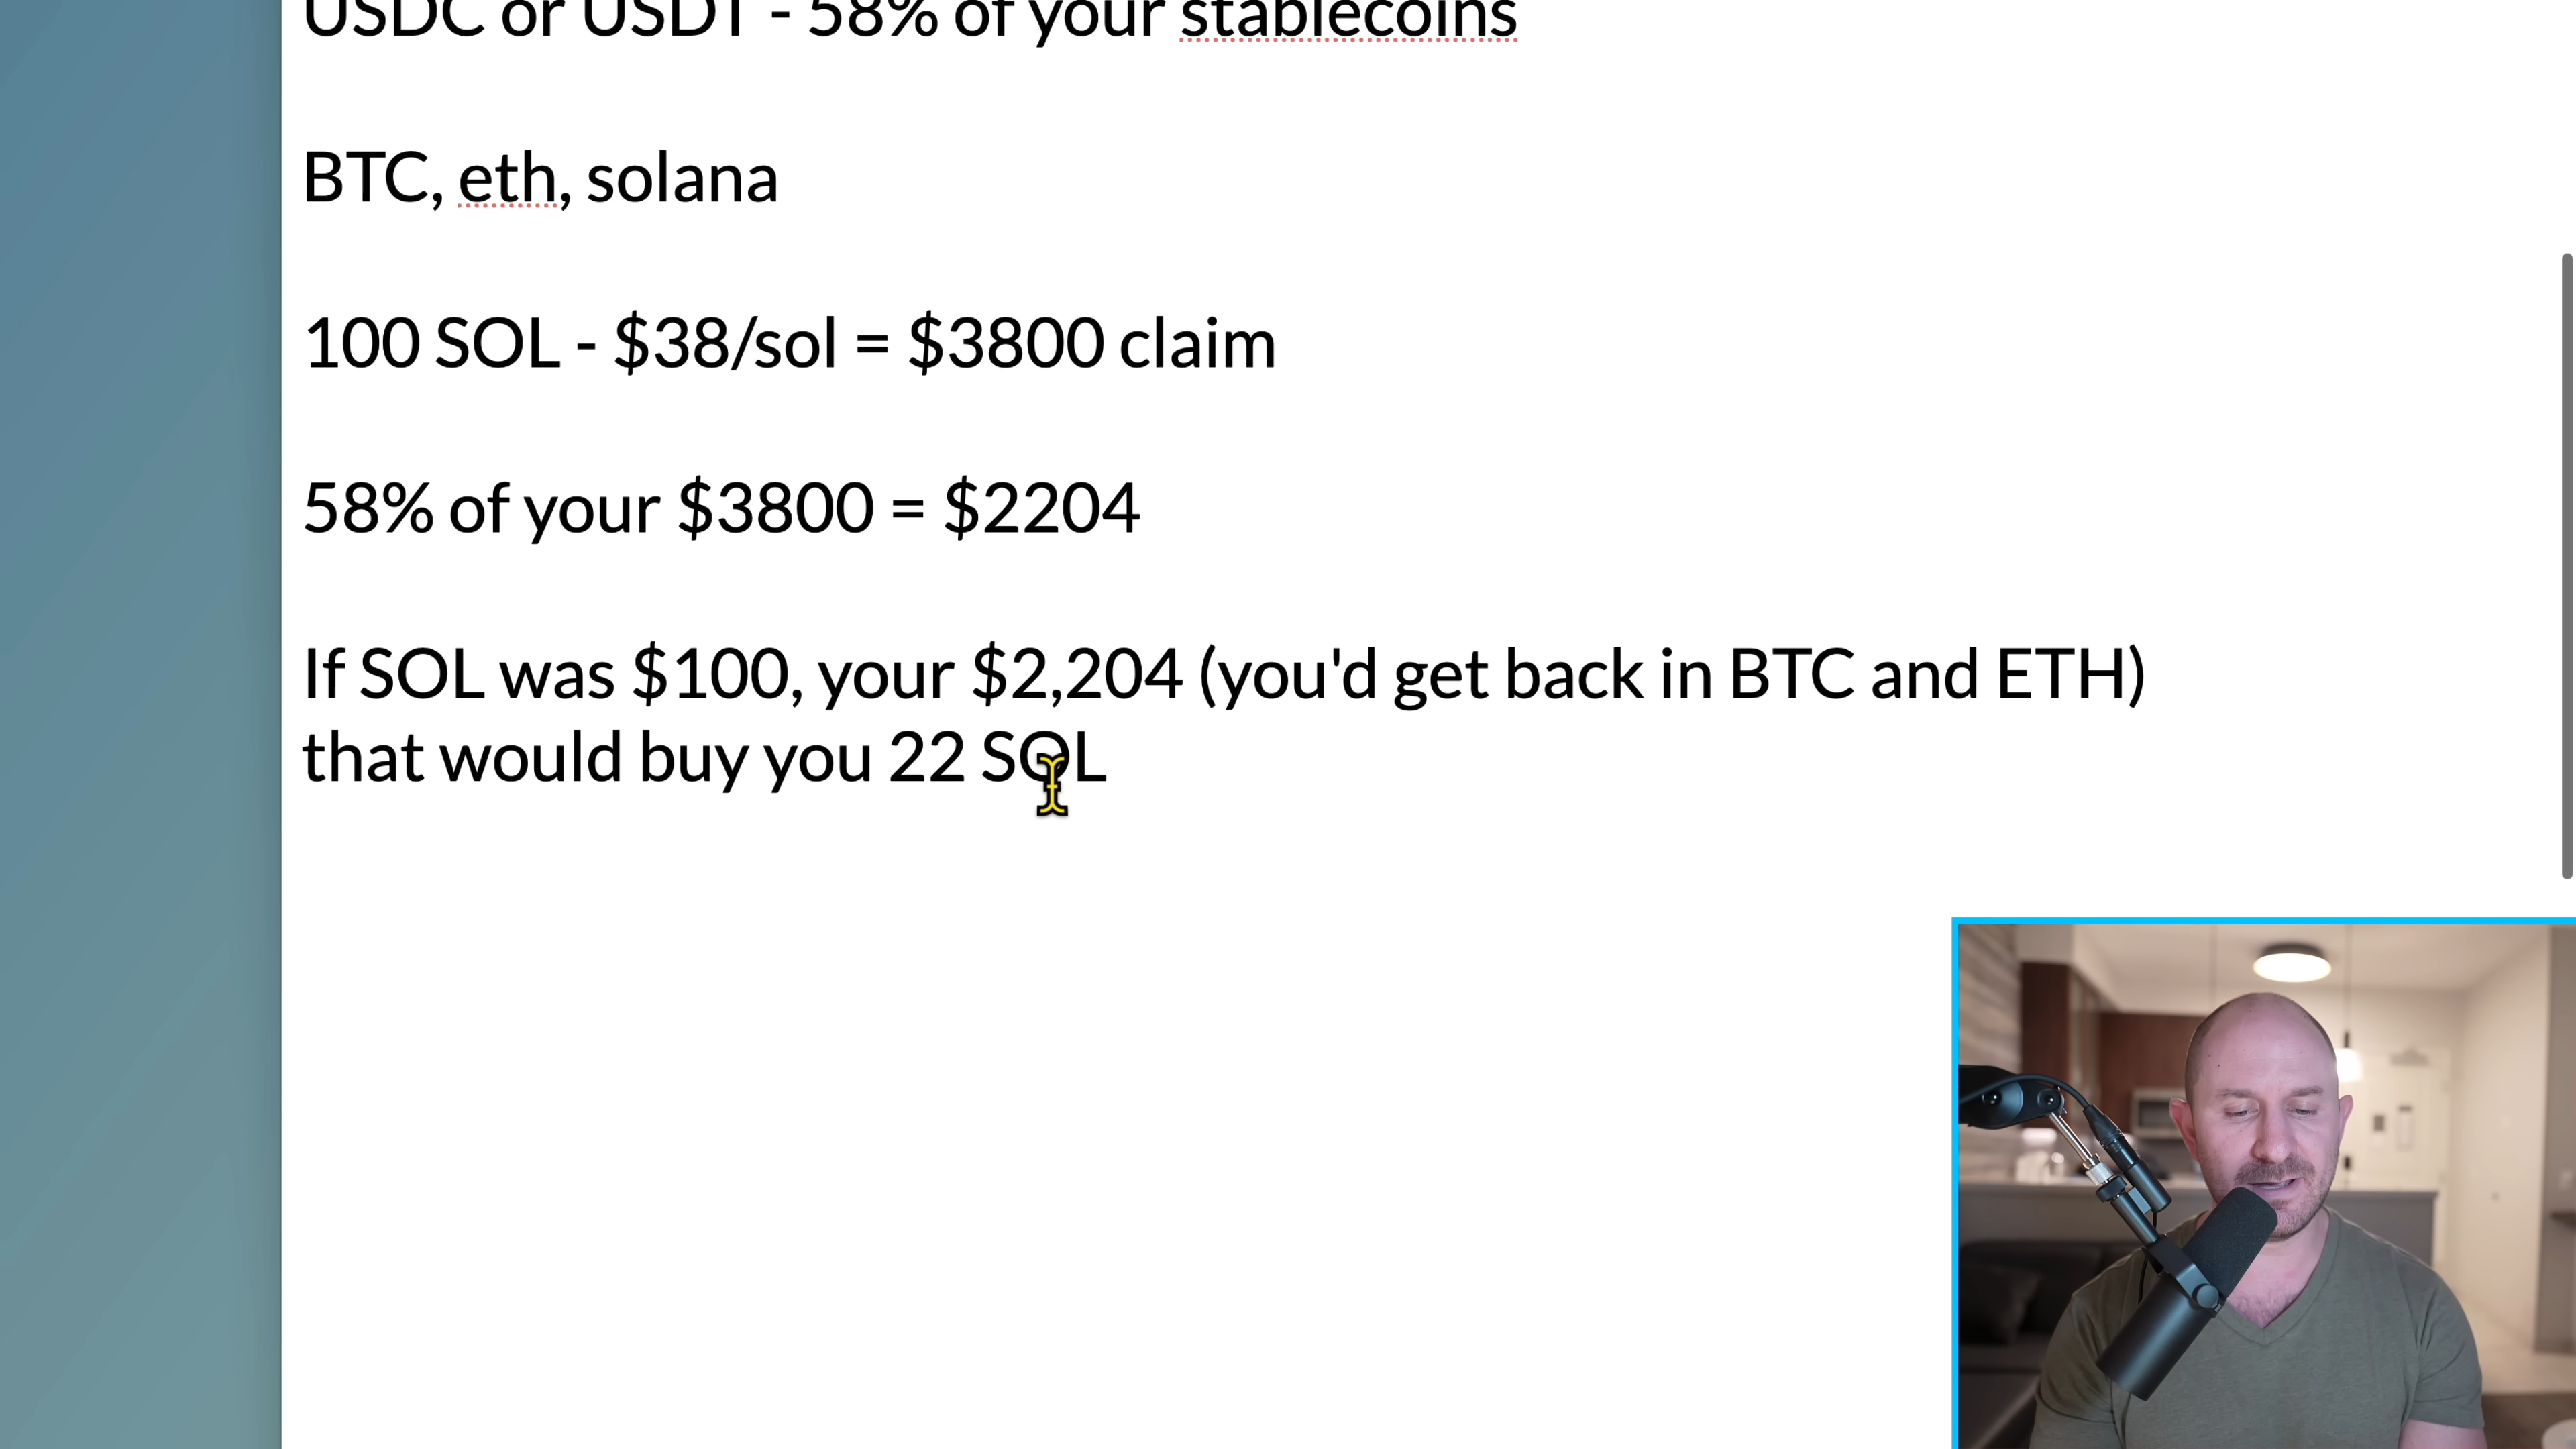 USDC or USDT - 58% of your stablecoins
BTC, eth, solana
100 SOL - $38/sol = $3800 claim
58% of your $3800 = $2204
If SOL was $100, your $2,204 (you'd get back in BTC and ETH)
that would buy you 22 SOL